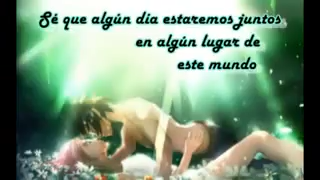 Sé que algún día estaremos juntos
en algún lugar de
este mundo